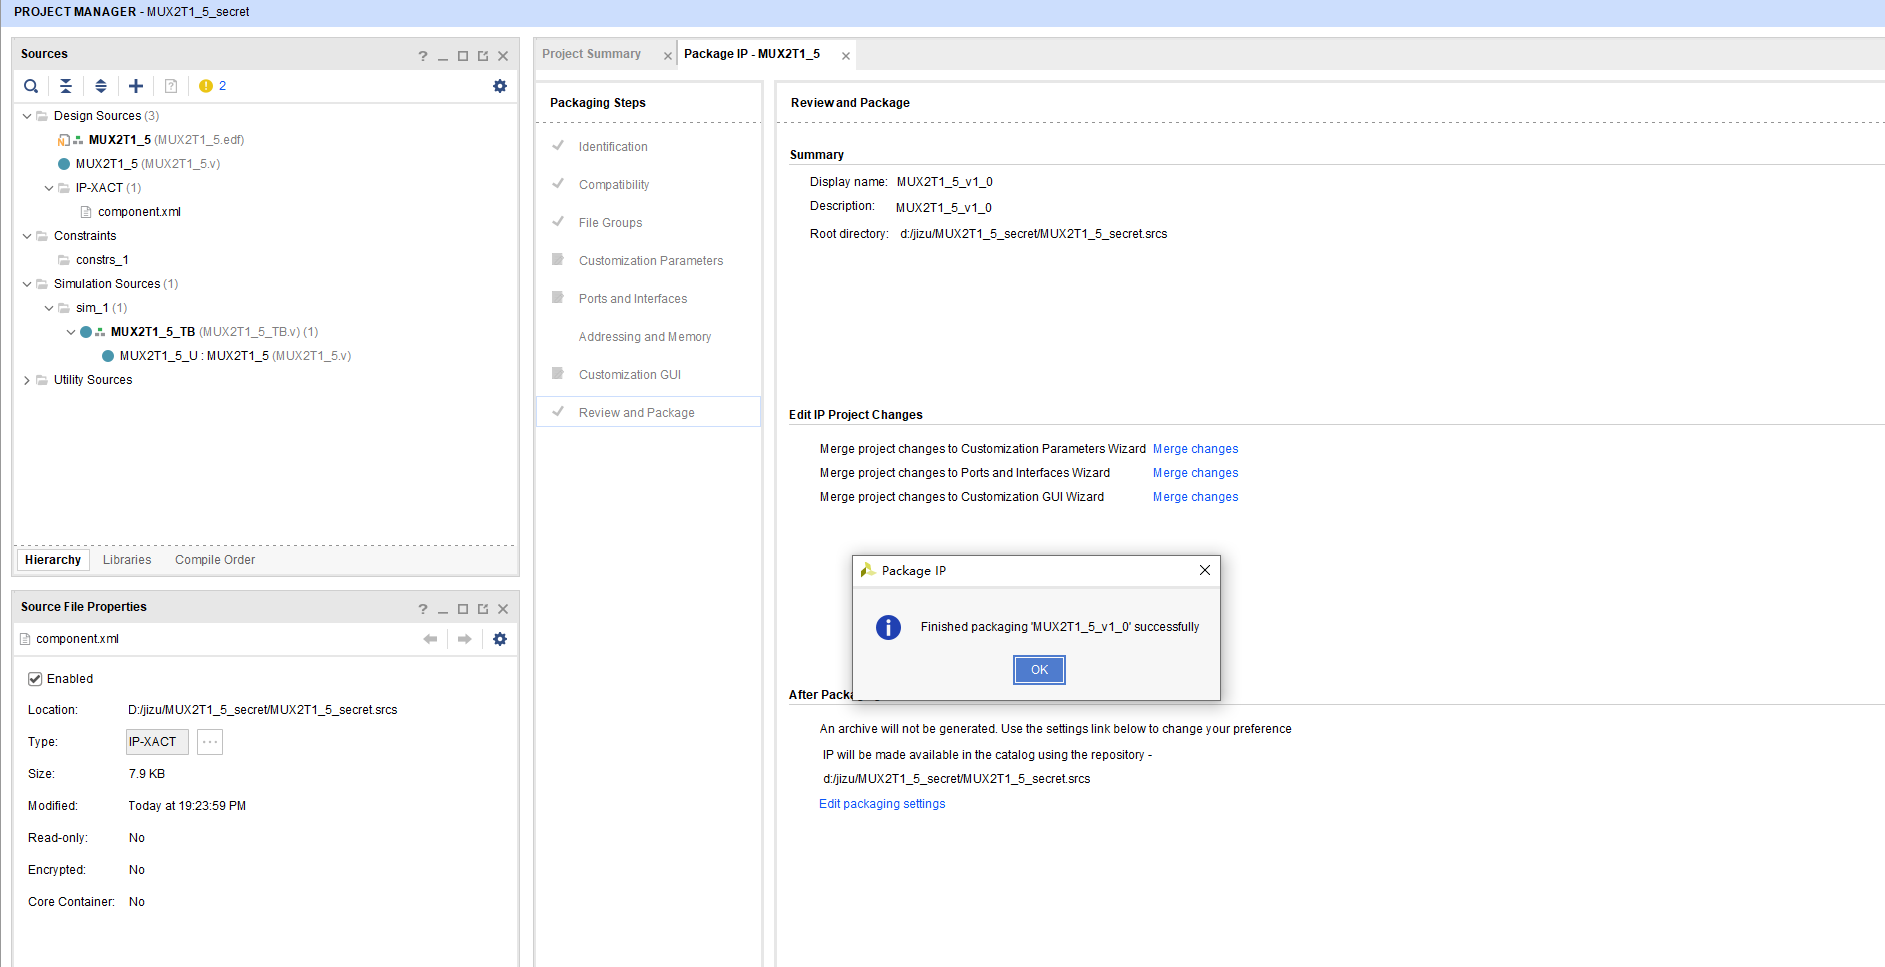 PROJECT MANAGER - MUX2T1_5_secret
Sources
2
Design Sources (3)
MUX2T1_5 (MUX2T1_5.edf)
MUX2T1_5 (MUX2T1_5.v)
IP-XACT (1)
component.xml
Constraints
constrs_1
Simulation Sources (1)
sim_1 (1)
MUX2T1_5_TB (MUX2T1_5_TB.v) (1)
MUX2T1_5_U : MUX2T1_5 (MUX2T1_5.v)
Utility Sources
Hierarchy Libraries Compile Order
Source File Properties
component.xml
Enabled
Location: D:/jizu/MUX2T1_5_secret/MUX2T1_5_secret.srcs
Type: IP-XACT ...
Size: 7.9 KB
Modified: Today at 19:23:59 PM
Read-only: No
Encrypted: No
Core Container: No
Project Summary Package IP - MUX2T1_5
Packaging Steps
Identification
Compatibility
File Groups
Customization Parameters
Ports and Interfaces
Addressing and Memory
Customization GUI
Review and Package
Review and Package
Summary
Display name: MUX2T1_5_v1_0
Description: MUX2T1_5_v1_0
Root directory: d:/jizu/MUX2T1_5_secret/MUX2T1_5_secret.srcs
Edit IP Project Changes
Merge project changes to Customization Parameters Wizard Merge changes
Merge project changes to Ports and Interfaces Wizard Merge changes
Merge project changes to Customization GUI Wizard Merge changes
Package IP
Finished packaging 'MUX2T1_5_v1_0' successfully
OK
After Packag
An archive will not be generated. Use the settings link below to change your preference
IP will be made available in the catalog using the repository -
d:/jizu/MUX2T1_5_secret/MUX2T1_5_secret.srcs
Edit packaging settings